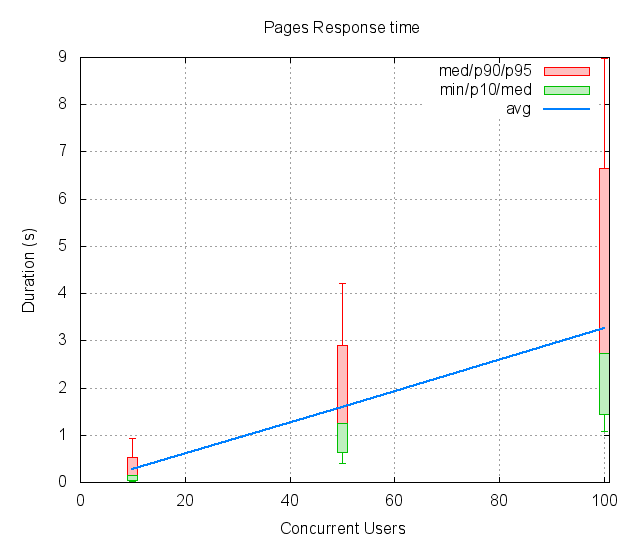 Pages Response time
med/p90/p95
min/p10/med
avg
9
8
7
6
5
4
3
2
1
0
Duration (s)
0 20 40 60 80 100
Concurrent Users